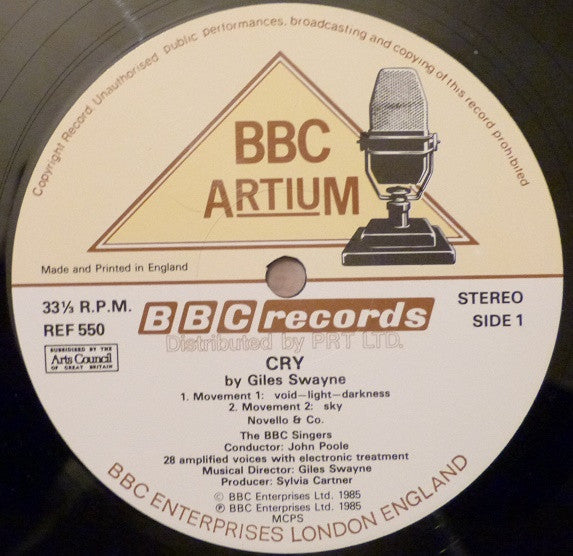 Copyright Record. Unauthorised public performances, broadcasting and copying of this record prohibited
BBC
ARTIUM
Made and Printed in England
33⅓ R.P.M.
REF 550
SUBSIDISED BY THE
Arts Council
OF GREAT BRITAIN
BBC records
STEREO
SIDE 1
Distributed by PRT LTD.
CRY
by Giles Swayne
1. Movement 1: void—light—darkness
2. Movement 2: sky
Novello & Co.
The BBC Singers
Conductor: John Poole
28 amplified voices with electronic treatment
Musical Director: Giles Swayne
Producer: Sylvia Cartner
© BBC Enterprises Ltd. 1985
℗ BBC Enterprises Ltd. 1985
MCPS
BBC ENTERPRISES LONDON ENGLAND